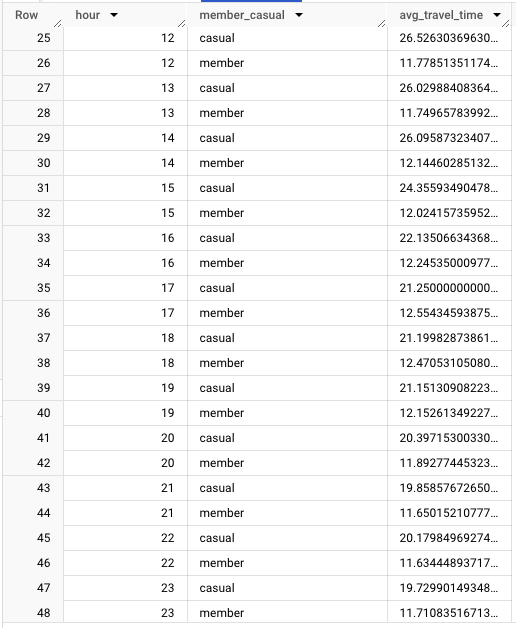 Row hour member_casual avg_travel_time
25 12 casual 26.52630369630...
26 12 member 11.77851351174...
27 13 casual 26.02988408364...
28 13 member 11.74965783992...
29 14 casual 26.09587323407...
30 14 member 12.14460285132...
31 15 casual 24.35593490478...
32 15 member 12.02415735952...
33 16 casual 22.13506634368...
34 16 member 12.24535000977...
35 17 casual 21.25000000000...
36 17 member 12.55434593875...
37 18 casual 21.19982873861...
38 18 member 12.47053105080...
39 19 casual 21.15130908223...
40 19 member 12.15261349227...
41 20 casual 20.39715300330...
42 20 member 11.89277445323...
43 21 casual 19.85857672650...
44 21 member 11.65015210777...
45 22 casual 20.17984969274...
46 22 member 11.63444893717...
47 23 casual 19.72990149348...
48 23 member 11.71083516713...